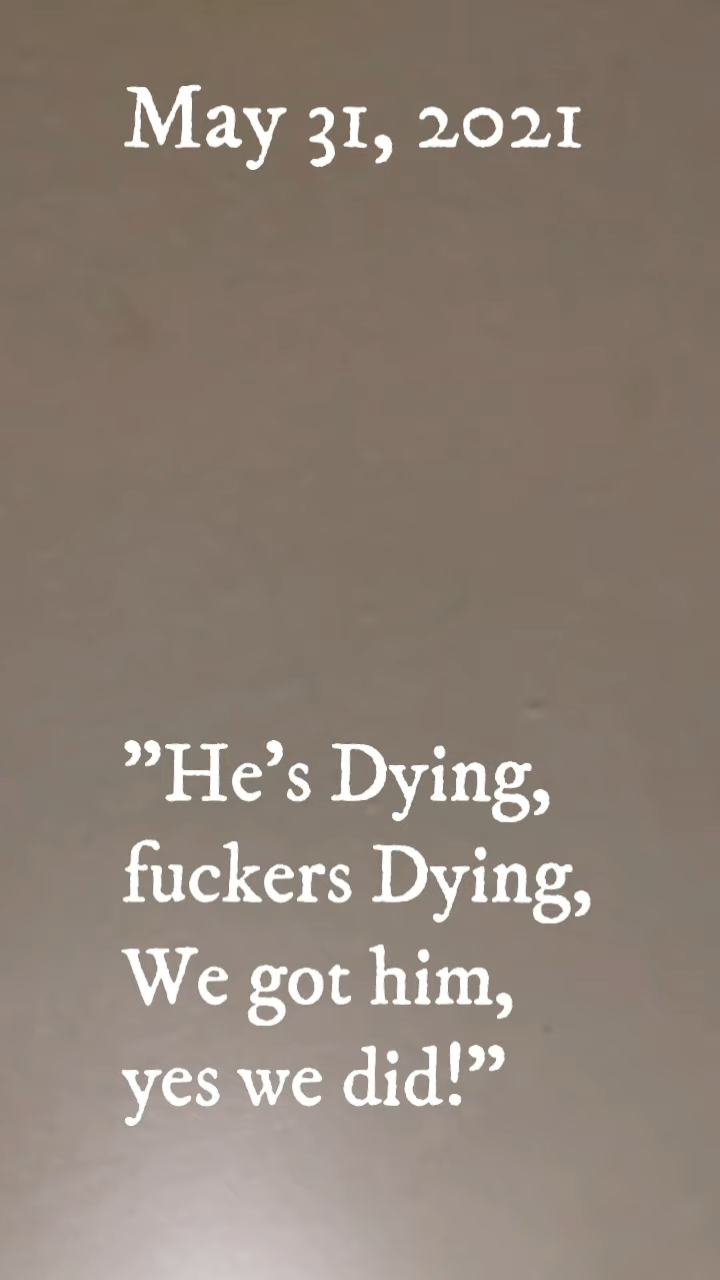 May 31, 2021
”He’s Dying,
fuckers Dying,
We got him,
yes we did!”